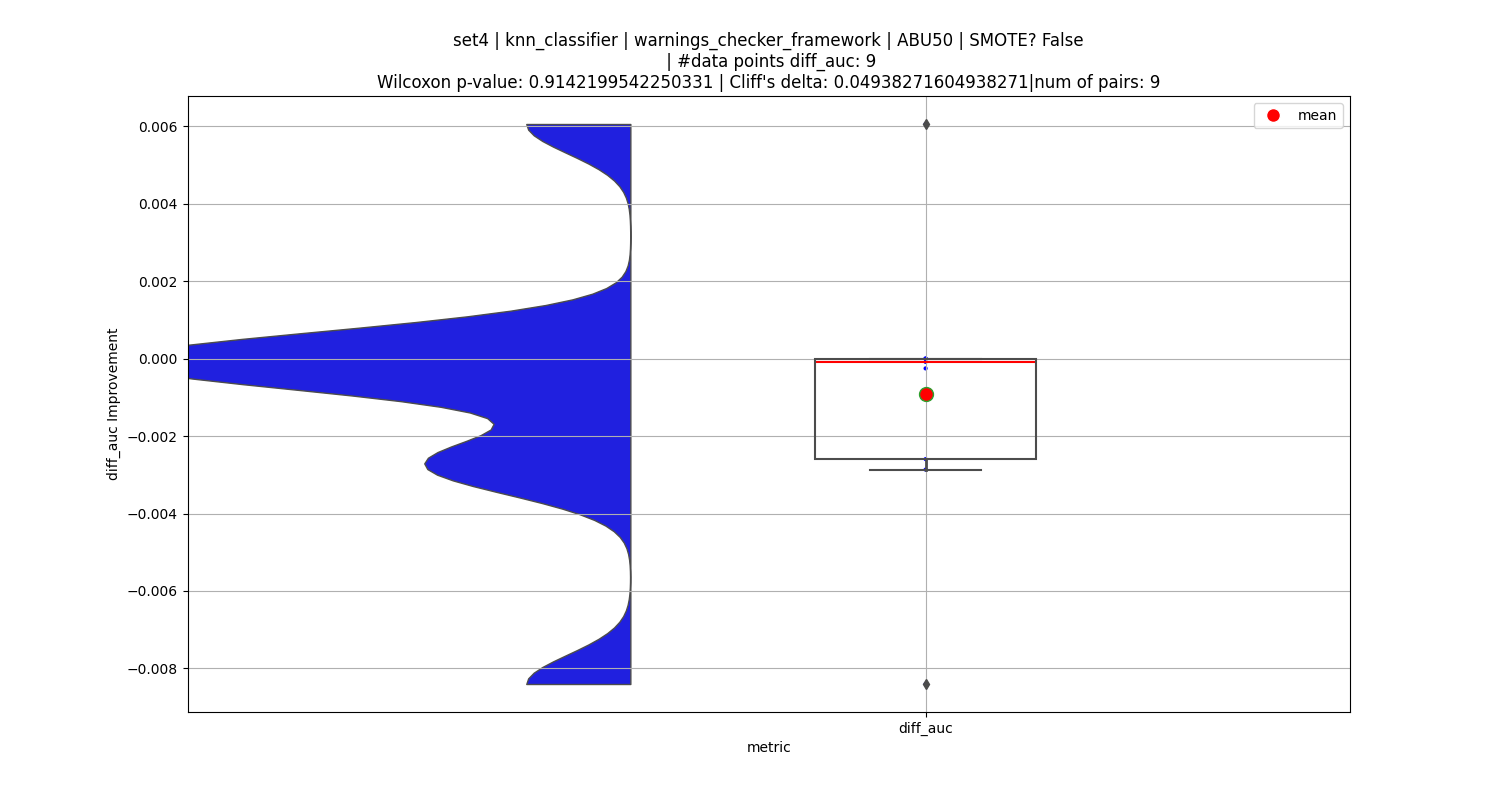 set4 | knn_classifier | warnings_checker_framework | ABU50 | SMOTE? False
| #data points diff_auc: 9
Wilcoxon p-value: 0.9142199542250331 | Cliff's delta: 0.04938271604938271|num of pairs: 9
mean
0.006
0.004
0.002
0.000
−0.002
−0.004
−0.006
−0.008
diff_auc Improvement
diff_auc
metric